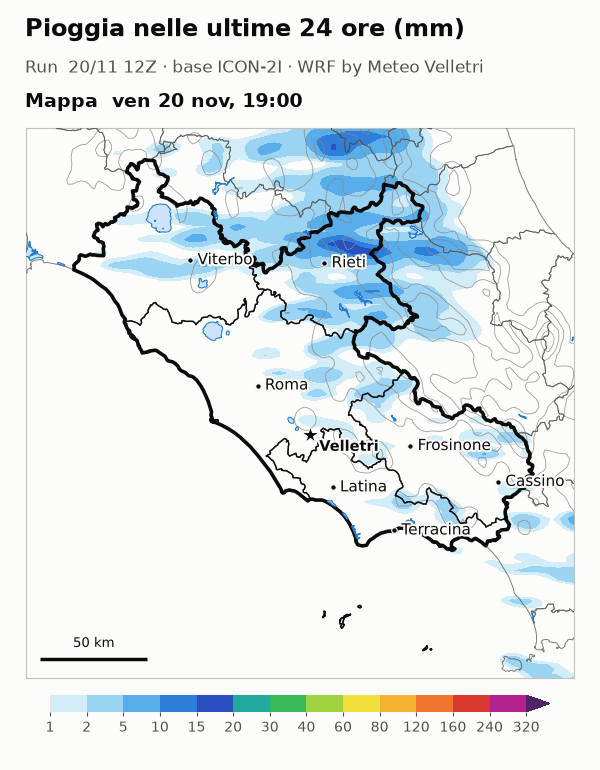 Pioggia nelle ultime 24 ore (mm)
Run  20/11 12Z · base ICON-2I · WRF by Meteo Velletri
Mappa  ven 20 nov, 19:00
Viterbo
Rieti
Roma
Velletri
Frosinone
Latina
Cassino
Terracina
50 km
1 2 5 10 15 20 30 40 60 80 120 160 240 320